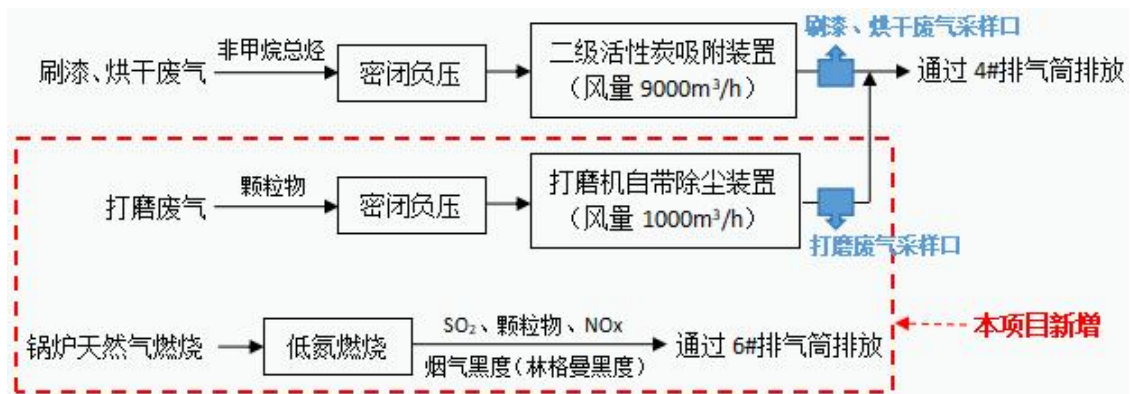 刷漆、烘干废气采样口
刷漆、烘干废气
非甲烷总烃
密闭负压
二级活性炭吸附装置
（风量 9000m³/h）
通过 4#排气筒排放
打磨废气
颗粒物
密闭负压
打磨机自带除尘装置
（风量 1000m³/h）
打磨废气采样口
锅炉天然气燃烧
低氮燃烧
SO₂、颗粒物、NOx
烟气黑度（林格曼黑度）
通过 6#排气筒排放
本项目新增